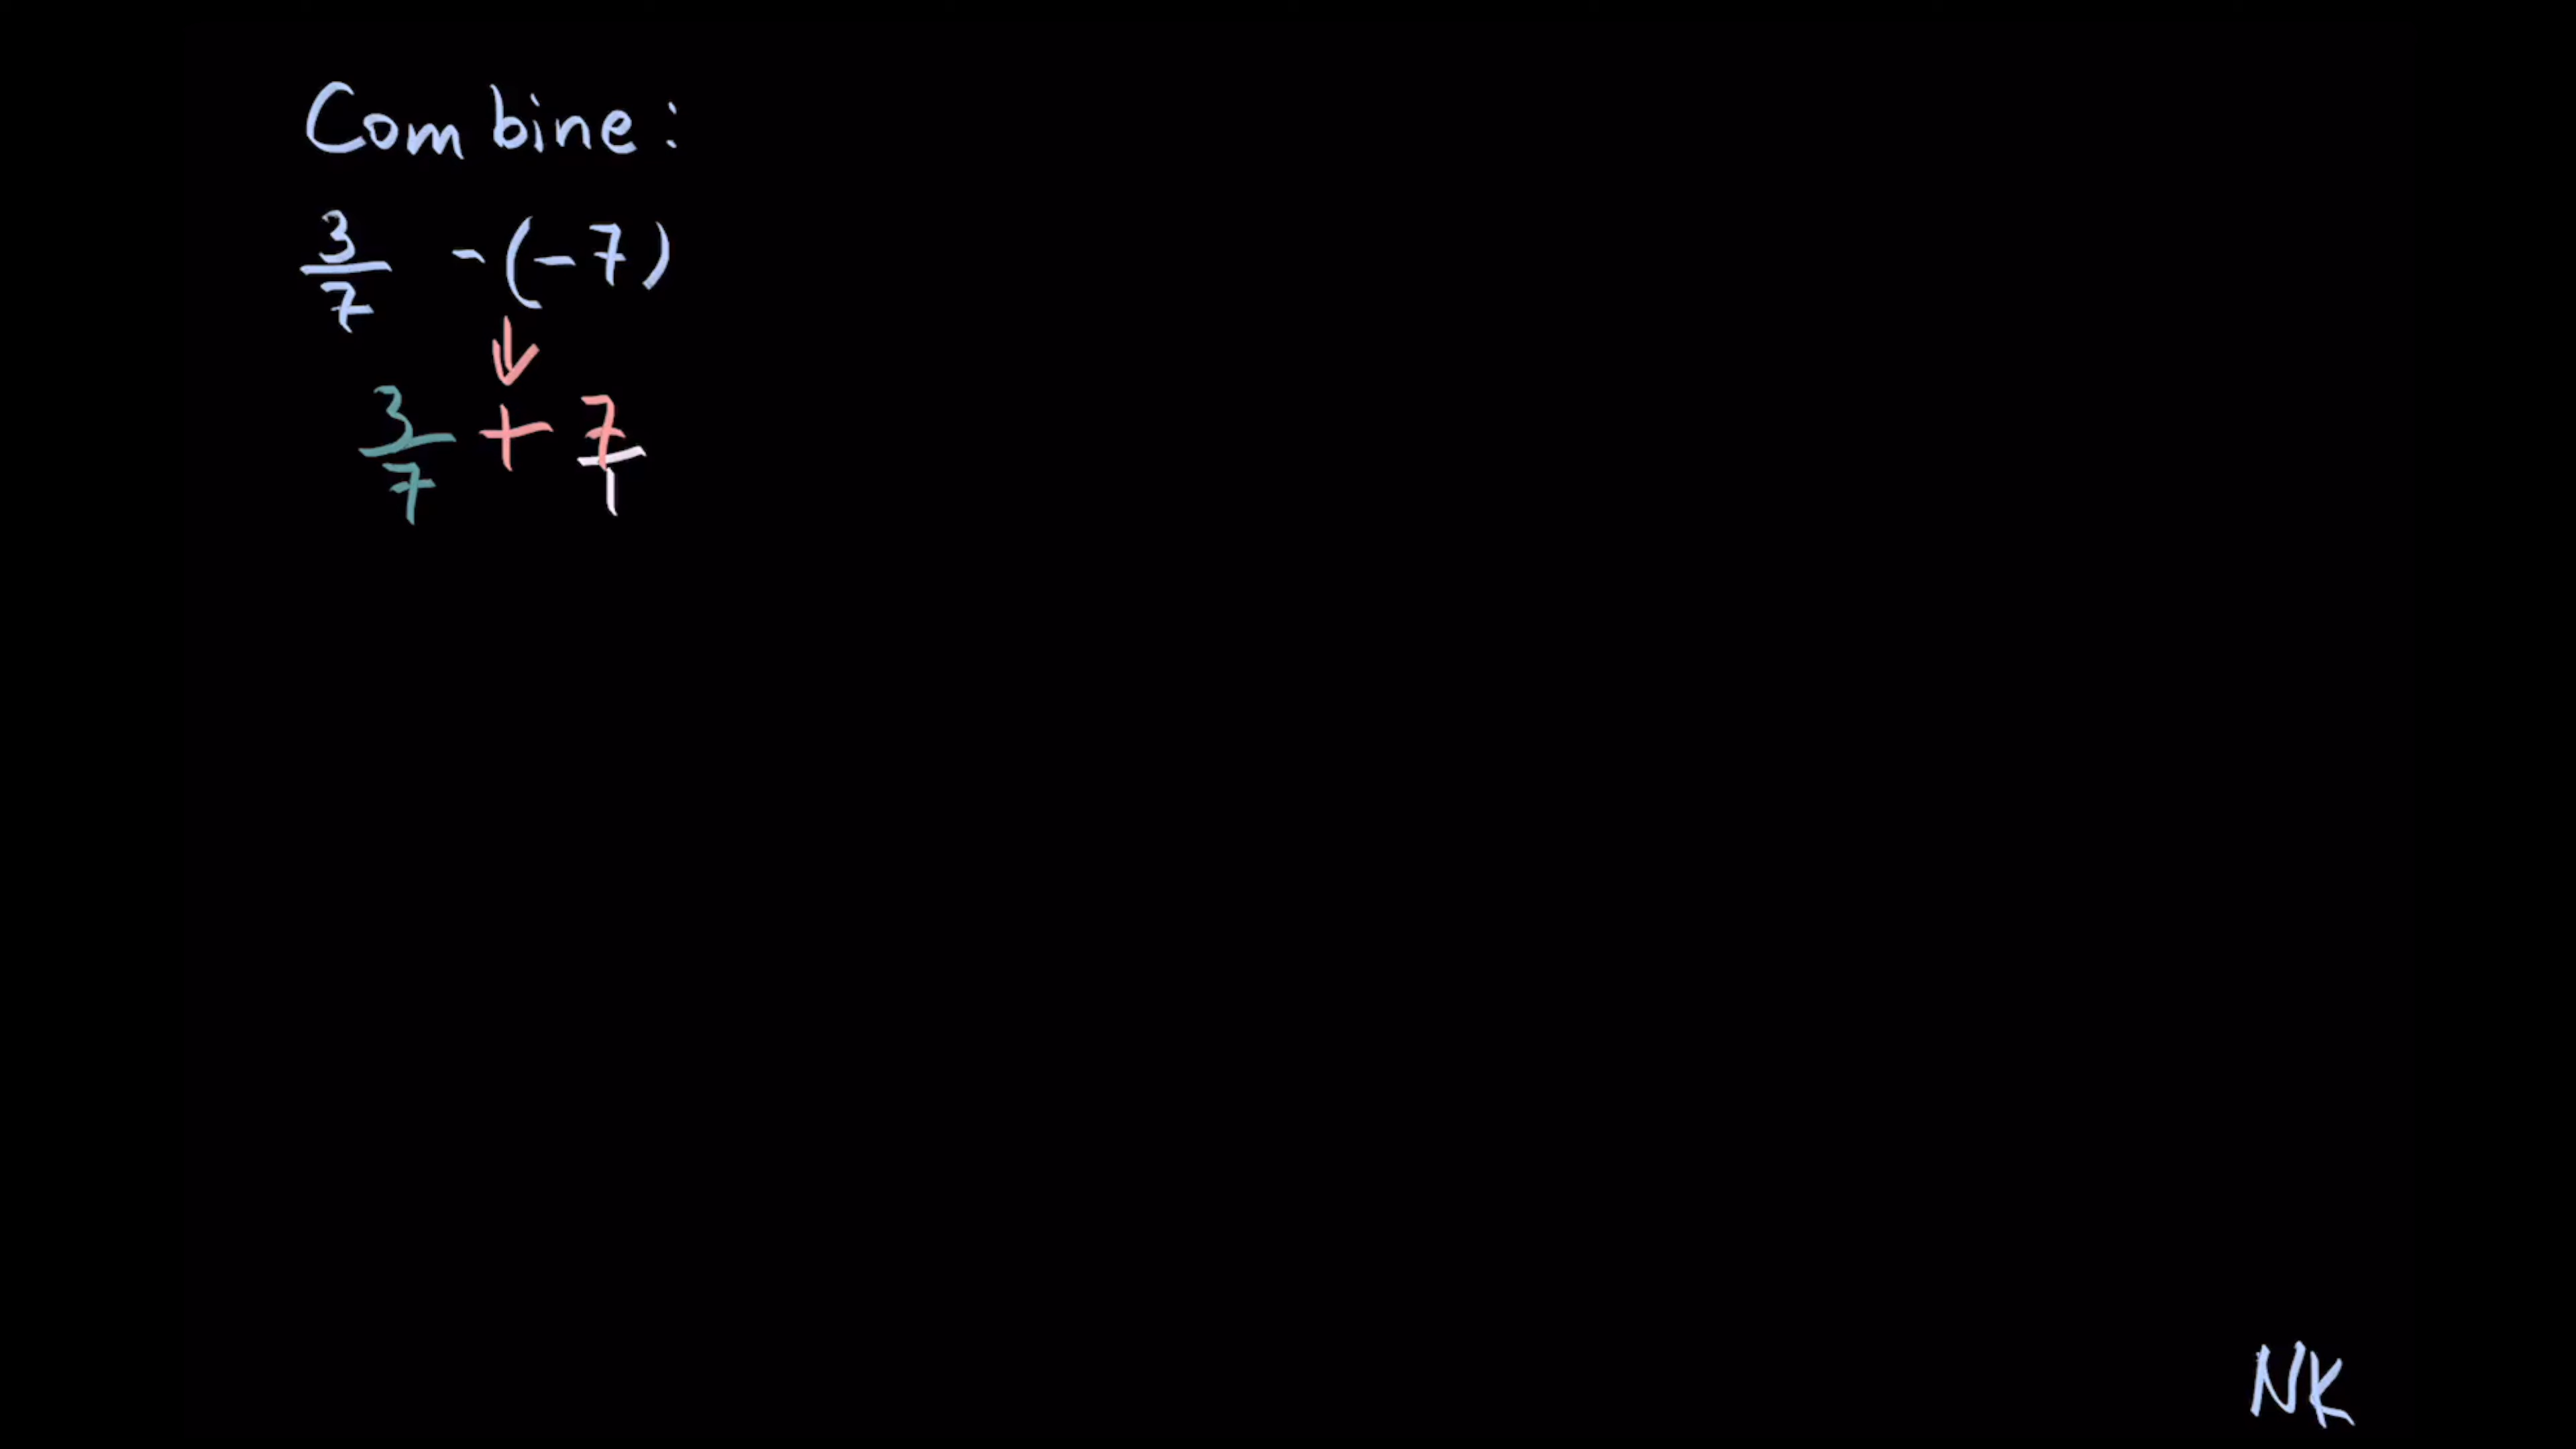 Combine:
3/7 - (-7)
↓
3/7 + 7/1
NK